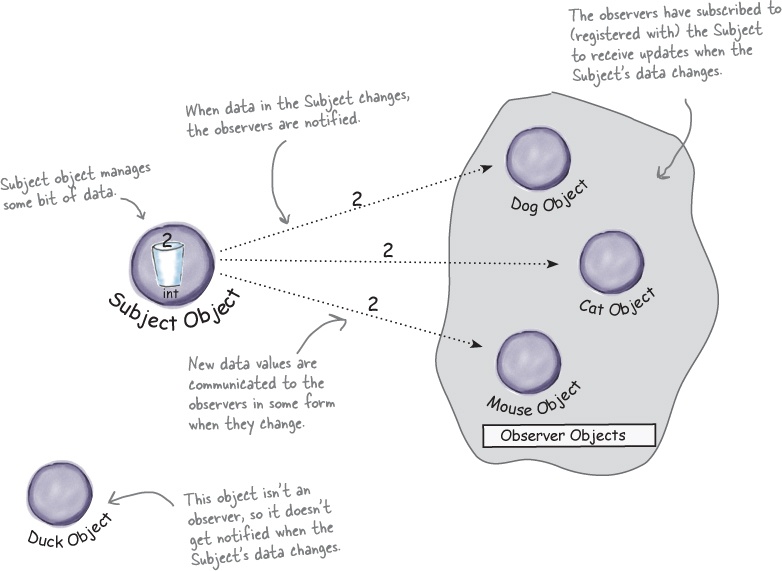 The observers have subscribed to
(registered with) the Subject
to receive updates when the
Subject's data changes.
When data in the Subject changes,
the observers are notified.
Subject object manages
some bit of data.
2
int
Subject Object
2
2
2
Dog Object
Cat Object
Mouse Object
Observer Objects
New data values are
communicated to the
observers in some form
when they change.
Duck Object
This object isn't an
observer, so it doesn't
get notified when the
Subject's data changes.